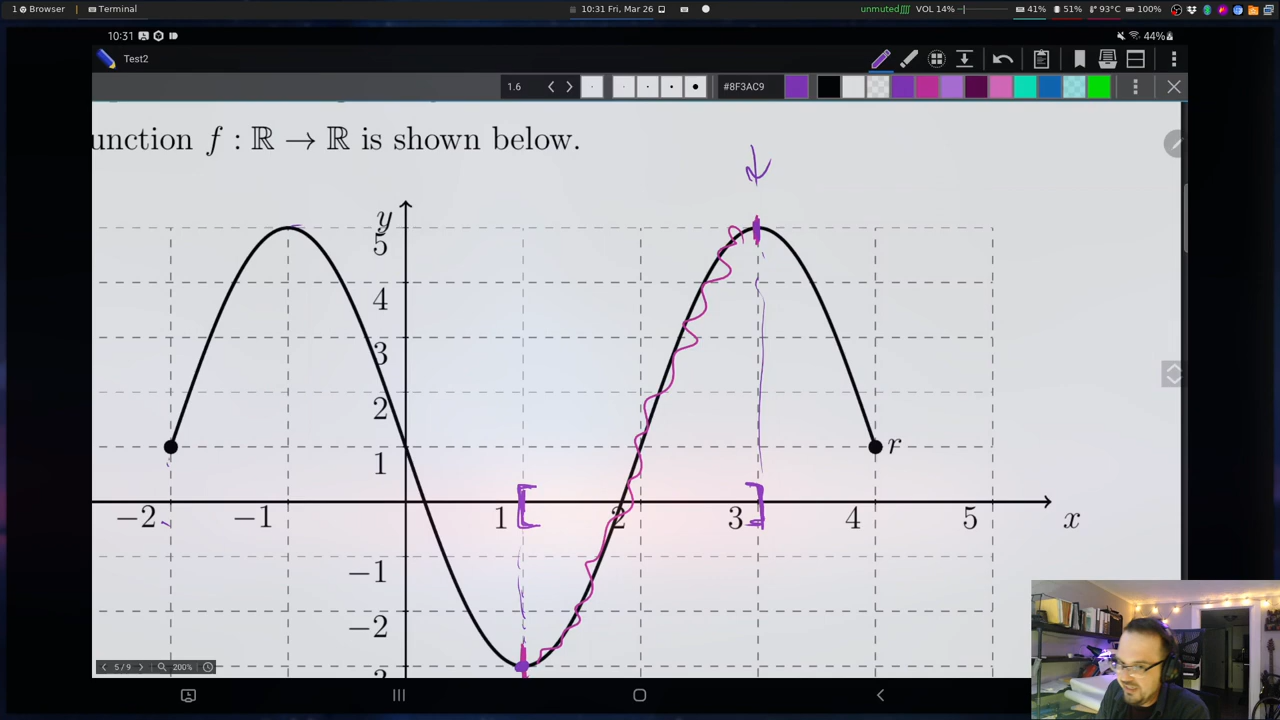 1 Browser Terminal 10:31 Fri, Mar 26 unmuted VOL 14% 41% 51% 93°C 100%
10:31 44%
Test2
1.6 #8F3AC9
unction f : ℝ → ℝ is shown below.
y
5
4
3
2
1 r
-2 -1 1 2 3 4 5 x
-1
-2
5/9 200%